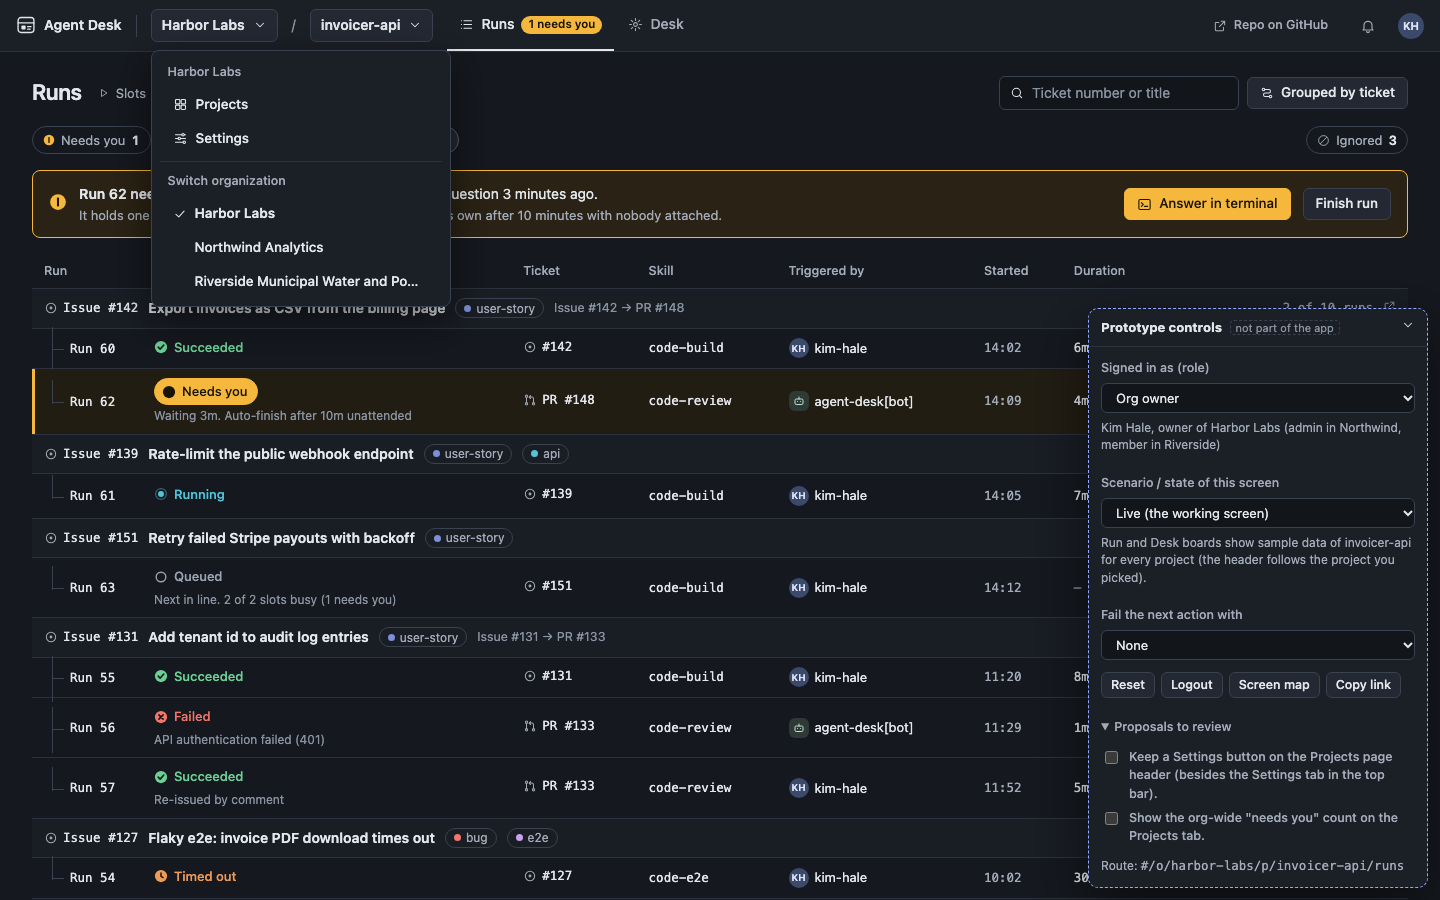 Agent Desk
Harbor Labs
/
invoicer-api
Runs 1 needs you
Desk
Repo on GitHub
KH
Harbor Labs
Projects
Settings
Switch organization
Harbor Labs
Northwind Analytics
Riverside Municipal Water and Po...
Runs
Slots
Ticket number or title
Grouped by ticket
Needs you 1
Ignored 3
Run 62 nee
uestion 3 minutes ago.
It holds one
s own after 10 minutes with nobody attached.
Answer in terminal
Finish run
Run Ticket Skill Triggered by Started Duration
Issue #142 Export invoices as CSV from the billing page user-story Issue #142 → PR #148 2 of 10 runs
Run 60 Succeeded #142 code-build KH kim-hale 14:02 6m
Run 62 Needs you PR #148 code-review agent-desk[bot] 14:09 4m
Waiting 3m. Auto-finish after 10m unattended
Issue #139 Rate-limit the public webhook endpoint user-story api
Run 61 Running #139 code-build KH kim-hale 14:05 7m
Issue #151 Retry failed Stripe payouts with backoff user-story
Run 63 Queued #151 code-build KH kim-hale 14:12 –
Next in line. 2 of 2 slots busy (1 needs you)
Issue #131 Add tenant id to audit log entries user-story Issue #131 → PR #133
Run 55 Succeeded #131 code-build KH kim-hale 11:20 8m
Run 56 Failed PR #133 code-review agent-desk[bot] 11:29 1m
API authentication failed (401)
Run 57 Succeeded PR #133 code-review KH kim-hale 11:52 5m
Re-issued by comment
Issue #127 Flaky e2e: invoice PDF download times out bug e2e
Run 54 Timed out #127 code-e2e KH kim-hale 10:02 30
Prototype controls not part of the app
Signed in as (role)
Org owner
Kim Hale, owner of Harbor Labs (admin in Northwind,
member in Riverside)
Scenario / state of this screen
Live (the working screen)
Run and Desk boards show sample data of invoicer-api
for every project (the header follows the project you
picked).
Fail the next action with
None
Reset Logout Screen map Copy link
Proposals to review
Keep a Settings button on the Projects page
header (besides the Settings tab in the top
bar).
Show the org-wide "needs you" count on the
Projects tab.
Route: #/o/harbor-labs/p/invoicer-api/runs